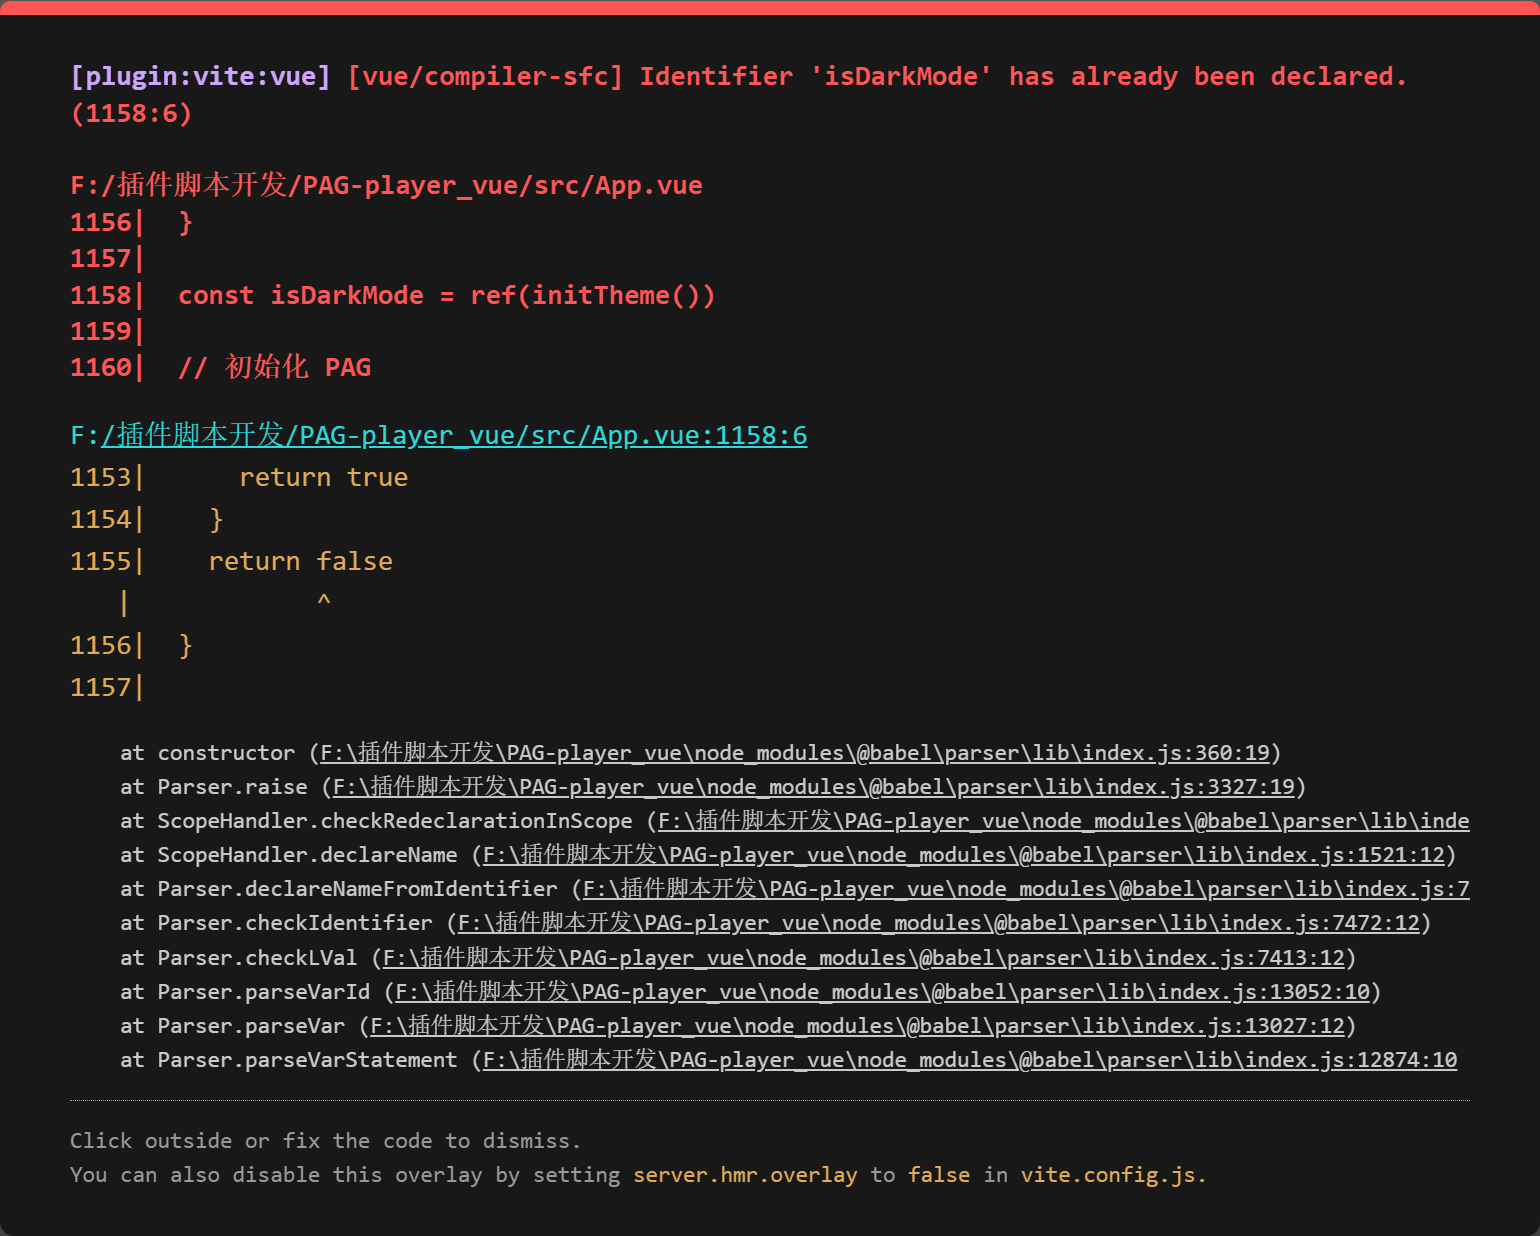 [plugin:vite:vue] [vue/compiler-sfc] Identifier 'isDarkMode' has already been declared.
(1158:6)
F:/插件脚本开发/PAG-player_vue/src/App.vue
1156|  }
1157|
1158|  const isDarkMode = ref(initTheme())
1159|
1160|  // 初始化 PAG
F:/插件脚本开发/PAG-player_vue/src/App.vue:1158:6
1153|      return true
1154|    }
1155|    return false
   |            ^
1156|  }
1157|
    at constructor (F:\插件脚本开发\PAG-player_vue\node_modules\@babel\parser\lib\index.js:360:19)
    at Parser.raise (F:\插件脚本开发\PAG-player_vue\node_modules\@babel\parser\lib\index.js:3327:19)
    at ScopeHandler.checkRedeclarationInScope (F:\插件脚本开发\PAG-player_vue\node_modules\@babel\parser\lib\inde
    at ScopeHandler.declareName (F:\插件脚本开发\PAG-player_vue\node_modules\@babel\parser\lib\index.js:1521:12)
    at Parser.declareNameFromIdentifier (F:\插件脚本开发\PAG-player_vue\node_modules\@babel\parser\lib\index.js:7
    at Parser.checkIdentifier (F:\插件脚本开发\PAG-player_vue\node_modules\@babel\parser\lib\index.js:7472:12)
    at Parser.checkLVal (F:\插件脚本开发\PAG-player_vue\node_modules\@babel\parser\lib\index.js:7413:12)
    at Parser.parseVarId (F:\插件脚本开发\PAG-player_vue\node_modules\@babel\parser\lib\index.js:13052:10)
    at Parser.parseVar (F:\插件脚本开发\PAG-player_vue\node_modules\@babel\parser\lib\index.js:13027:12)
    at Parser.parseVarStatement (F:\插件脚本开发\PAG-player_vue\node_modules\@babel\parser\lib\index.js:12874:10
Click outside or fix the code to dismiss.
You can also disable this overlay by setting server.hmr.overlay to false in vite.config.js.